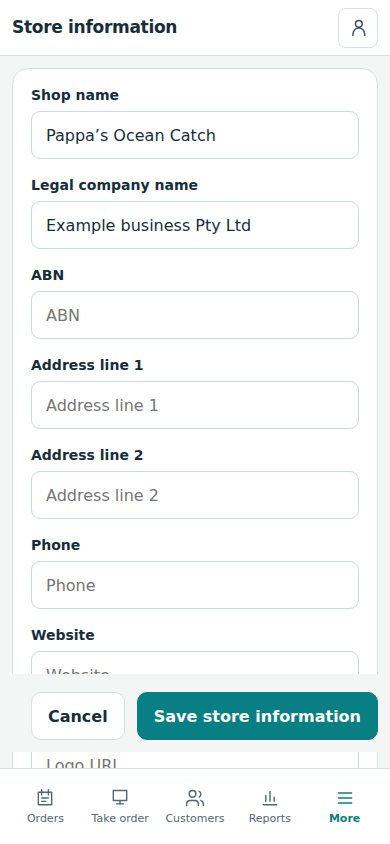 Store information
Shop name
Pappa’s Ocean Catch
Legal company name
Example business Pty Ltd
ABN
ABN
Address line 1
Address line 1
Address line 2
Address line 2
Phone
Phone
Website
Website
Cancel
Save store information
Logo URL
Orders
Take order
Customers
Reports
More